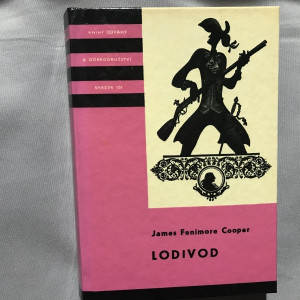 KNIHY ODVAHY
A DOBRODRUŽSTVÍ
SVAZEK
James Fenimore Cooper
LODIVOD